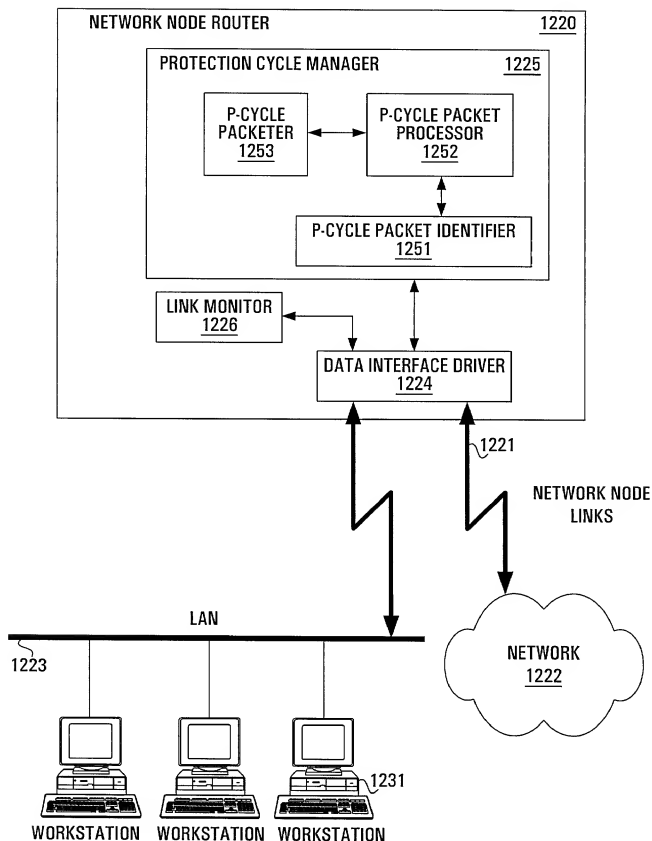 NETWORK NODE ROUTER 1220
PROTECTION CYCLE MANAGER 1225
P-CYCLE
PACKETER
1253
P-CYCLE PACKET
PROCESSOR
1252
P-CYCLE PACKET IDENTIFIER
1251
LINK MONITOR
1226
DATA INTERFACE DRIVER
1224
1221
NETWORK NODE
LINKS
LAN
1223
NETWORK
1222
1231
WORKSTATION WORKSTATION WORKSTATION